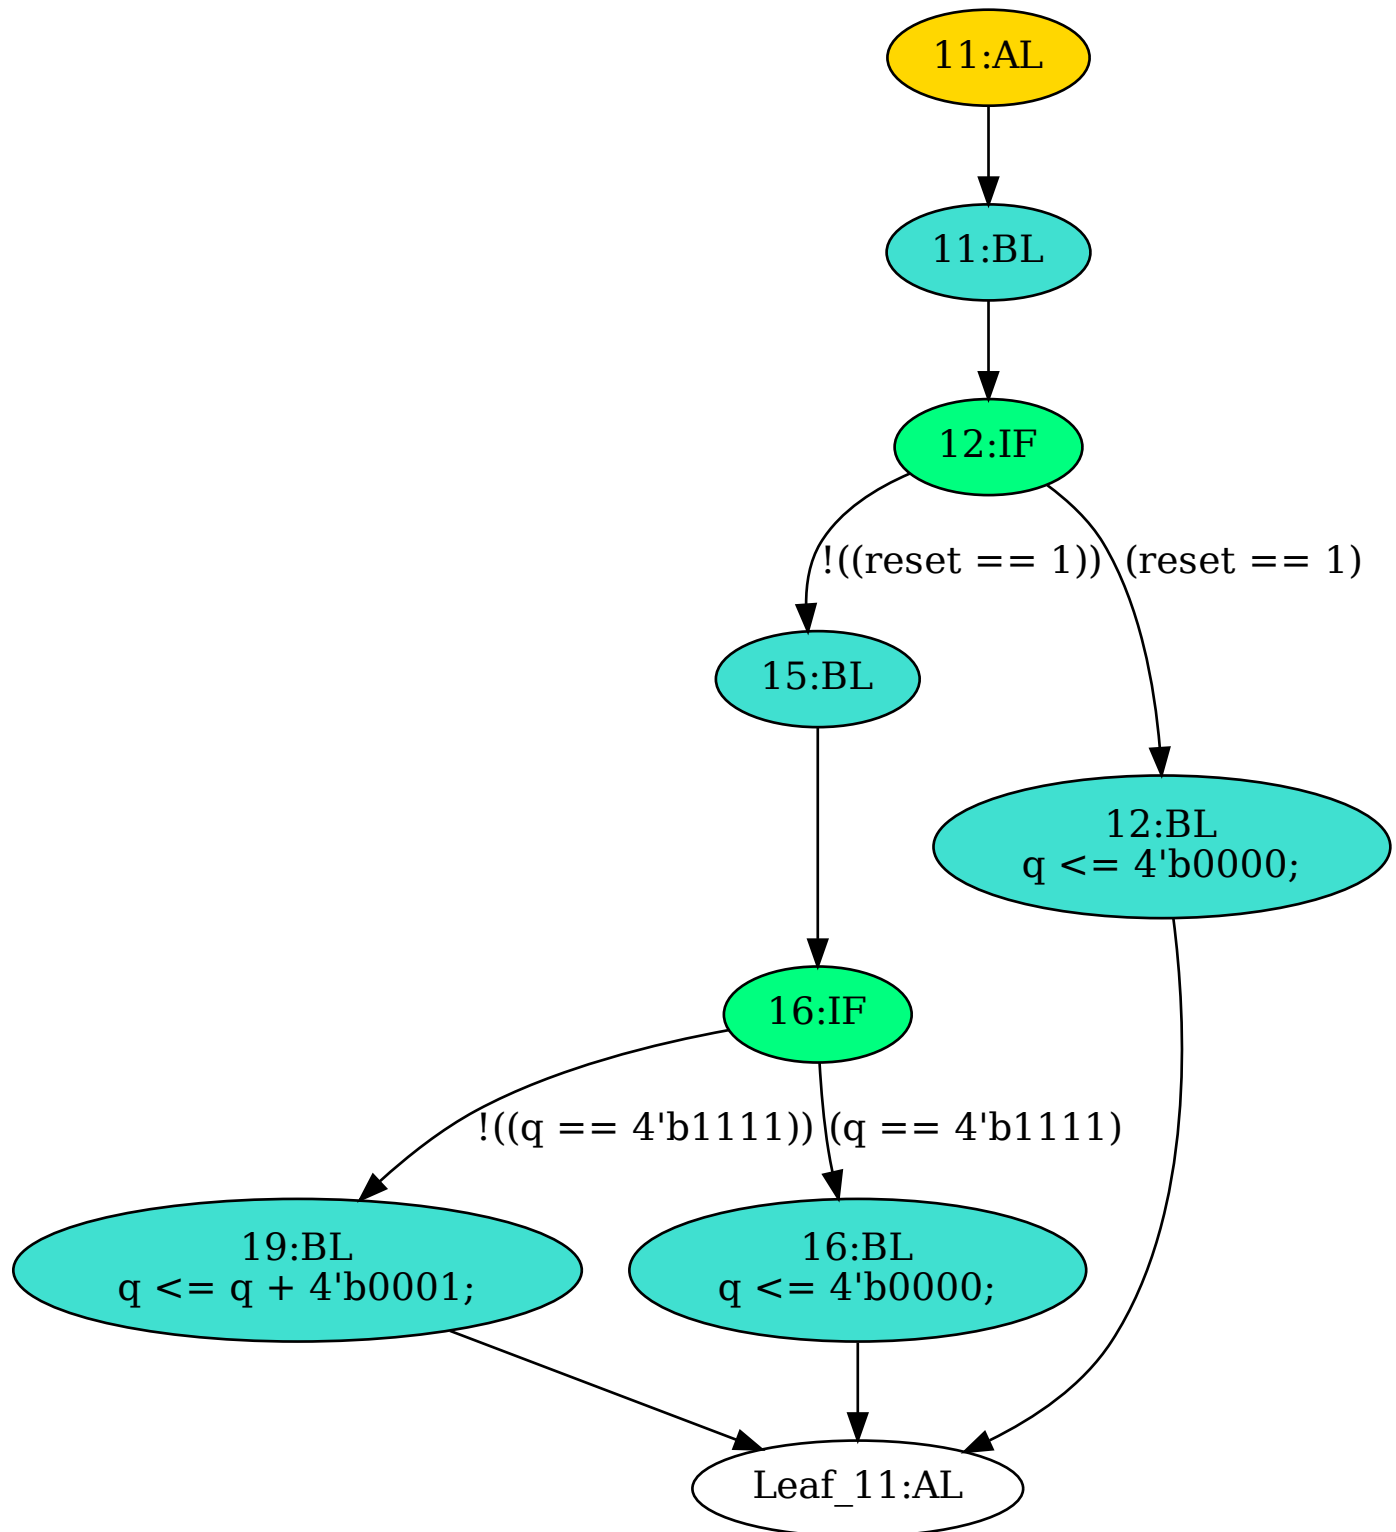 11:AL
11:BL
12:IF
!((reset == 1))
(reset == 1)
15:BL
12:BL
q <= 4'b0000;
16:IF
!((q == 4'b1111))
(q == 4'b1111)
19:BL
q <= q + 4'b0001;
16:BL
q <= 4'b0000;
Leaf_11:AL